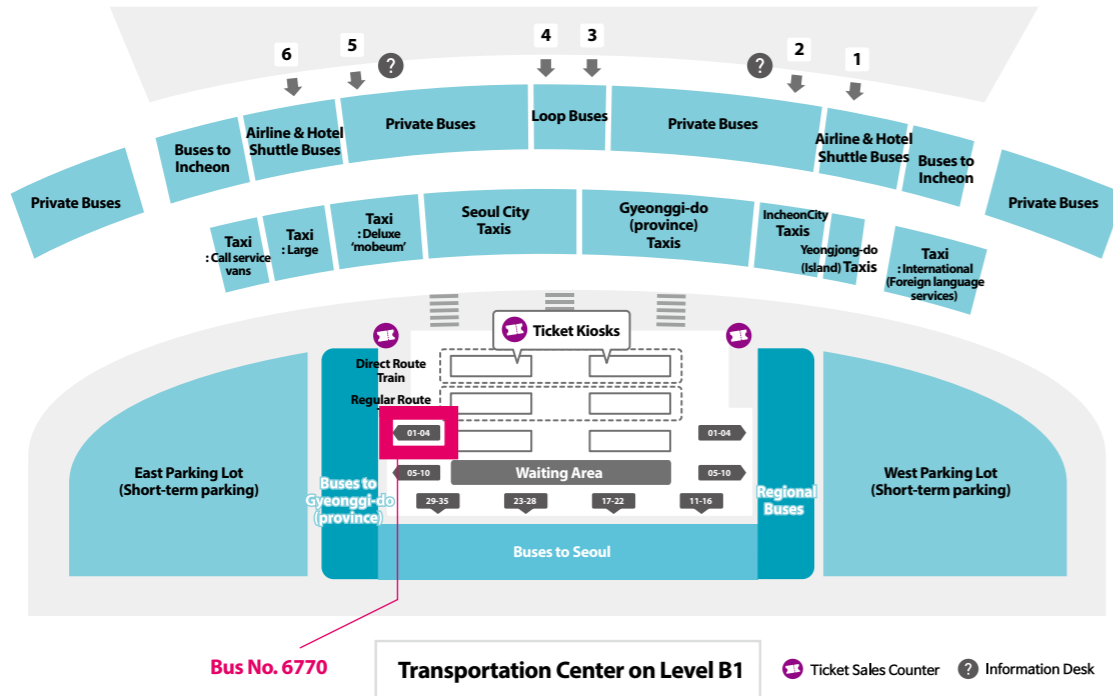 6
5
4
3
2
1
?
?
Private Buses
Buses to
Incheon
Airline & Hotel
Shuttle Buses
Private Buses
Loop Buses
Private Buses
Airline & Hotel
Shuttle Buses
Buses to
Incheon
Private Buses
Taxi
: Call service
vans
Taxi
: Large
Taxi
: Deluxe
'mobeum'
Seoul City
Taxis
Gyeonggi-do
(province)
Taxis
IncheonCity
Taxis
Yeongjong-do
(Island) Taxis
Taxi
: International
(Foreign language
services)
Ticket Kiosks
Direct Route
Train
Regular Route
01-04
01-04
05-10
Waiting Area
05-10
29-35
23-28
17-22
11-16
East Parking Lot
(Short-term parking)
Buses to
Gyeonggi-do
(province)
Regional
Buses
West Parking Lot
(Short-term parking)
Buses to Seoul
Bus No. 6770
Transportation Center on Level B1
Ticket Sales Counter
? Information Desk